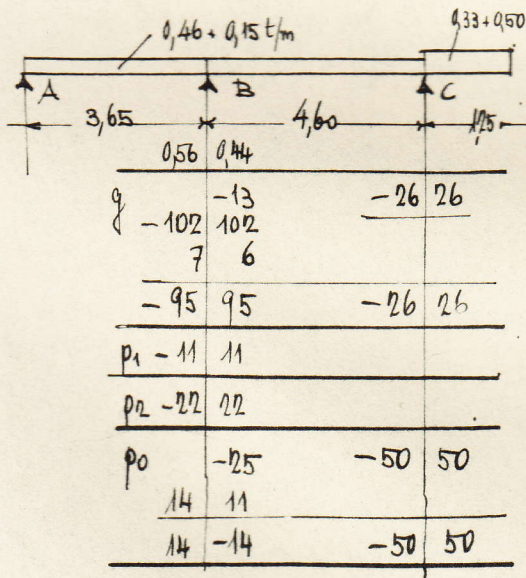 0,46 + 0,15 t/m 0,33+0,50
A B C
3,65 4,60 1,25
0,56 0,44
g -13 -26 26
-102 102
7 6
-95 95 -26 26
p1 -11 11
p2 -22 22
p0 -25 -50 50
14 11
14 -14 -50 50